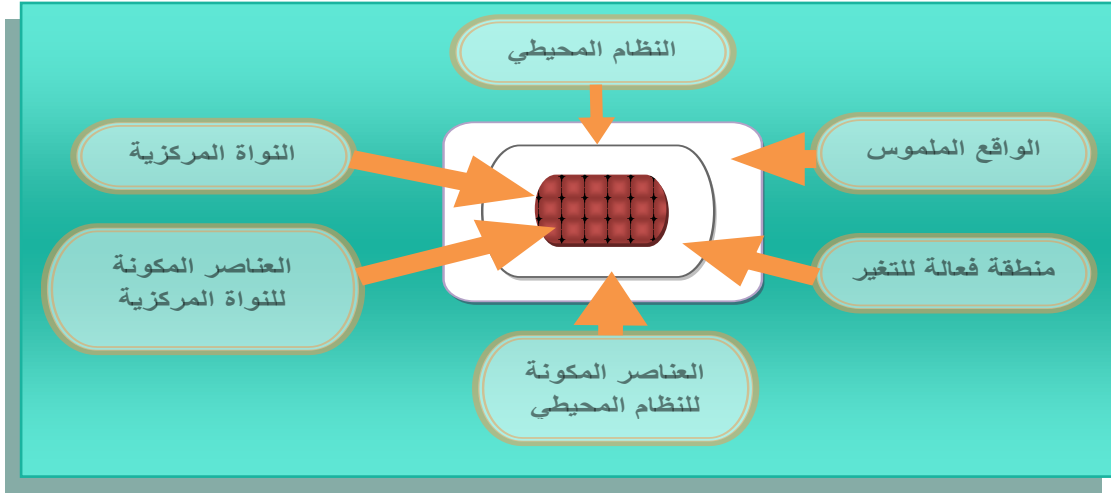 النظام المحيطي
الواقع الملموس
النواة المركزية
منطقة فعالة للتغير
العناصر المكونة
للنواة المركزية
العناصر المكونة
للنظام المحيطي